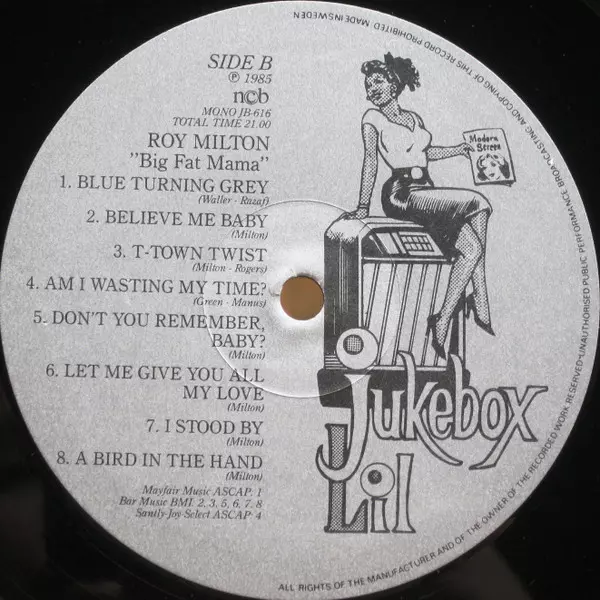 SIDE B
℗ 1985
ncb
MONO JB-616
TOTAL TIME 21.00
ROY MILTON
"Big Fat Mama"
1. BLUE TURNING GREY
(Waller - Razaf)
2. BELIEVE ME BABY
(Milton)
3. T-TOWN TWIST
(Milton - Rogers)
4. AM I WASTING MY TIME?
(Green - Manus)
5. DON'T YOU REMEMBER,
BABY?
(Milton)
6. LET ME GIVE YOU ALL
MY LOVE
(Milton)
7. I STOOD BY
(Milton)
8. A BIRD IN THE HAND
(Milton)
Mayfair Music ASCAP: 1
Bar Music BMI: 2, 3, 5, 6, 7, 8
Santly-Joy-Select ASCAP: 4
Modern
Screen
Jukebox
Lil
ALL RIGHTS OF THE MANUFACTURER AND OF THE OWNER OF THE RECORDED WORK RESERVED·UNAUTHORISED PUBLIC PERFORMANCE BROADCASTING AND COPYING OF THIS RECORD PROHIBITED MADE IN SWEDEN